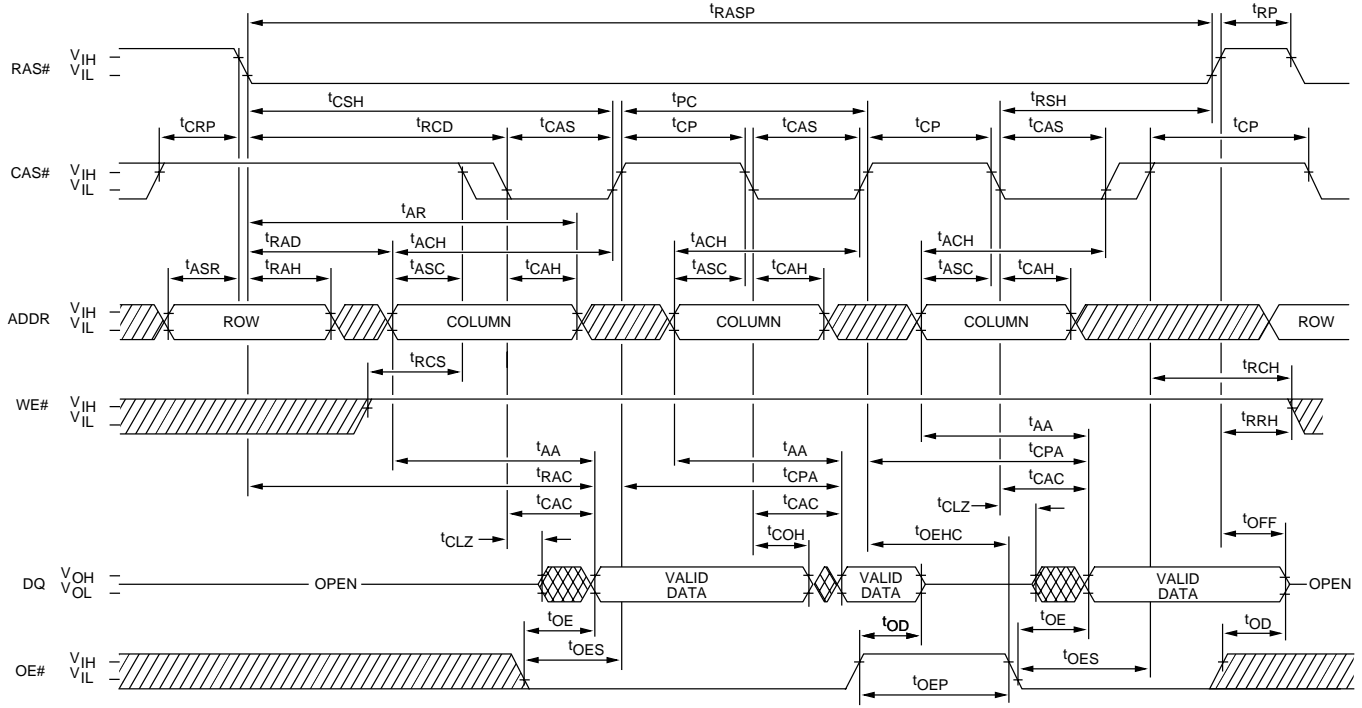 tRASP tRP
RAS# VIH
VIL
tCSH tPC tRSH
tCRP tRCD tCAS tCP tCAS tCP tCAS tCP
CAS# VIH
VIL
tAR
tRAD tACH tACH tACH
tASR tRAH tASC tCAH tASC tCAH tASC tCAH
ADDR VIH
VIL
ROW COLUMN COLUMN COLUMN ROW
tRCS tRCH
WE# VIH
VIL
tRRH
tAA tAA tAA
tRAC tCPA tCPA
tCAC tCAC tCAC
tCLZ tCOH tOEHC tCLZ tOFF
DQ VOH
VOL
OPEN VALID
DATA VALID
DATA VALID
DATA OPEN
tOE tOD tOE tOD
tOES tOES
OE# VIH
VIL
tOEP